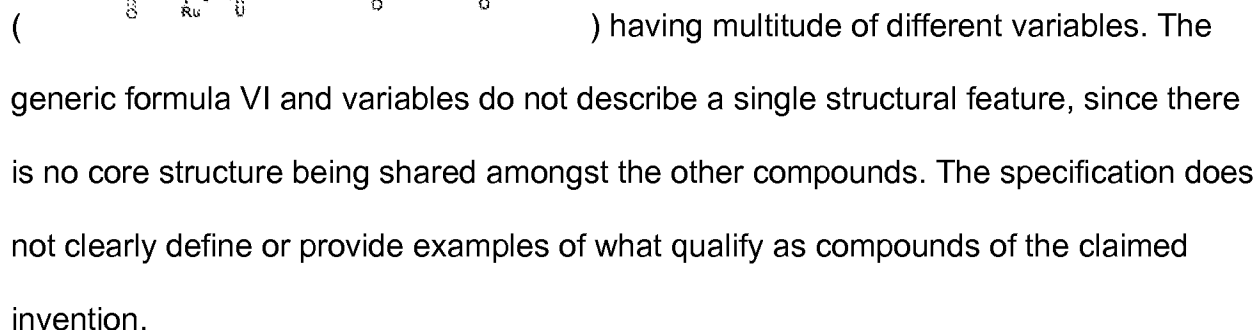 ( ) having multitude of different variables. The
generic formula VI and variables do not describe a single structural feature, since there
is no core structure being shared amongst the other compounds. The specification does
not clearly define or provide examples of what qualify as compounds of the claimed
invention.